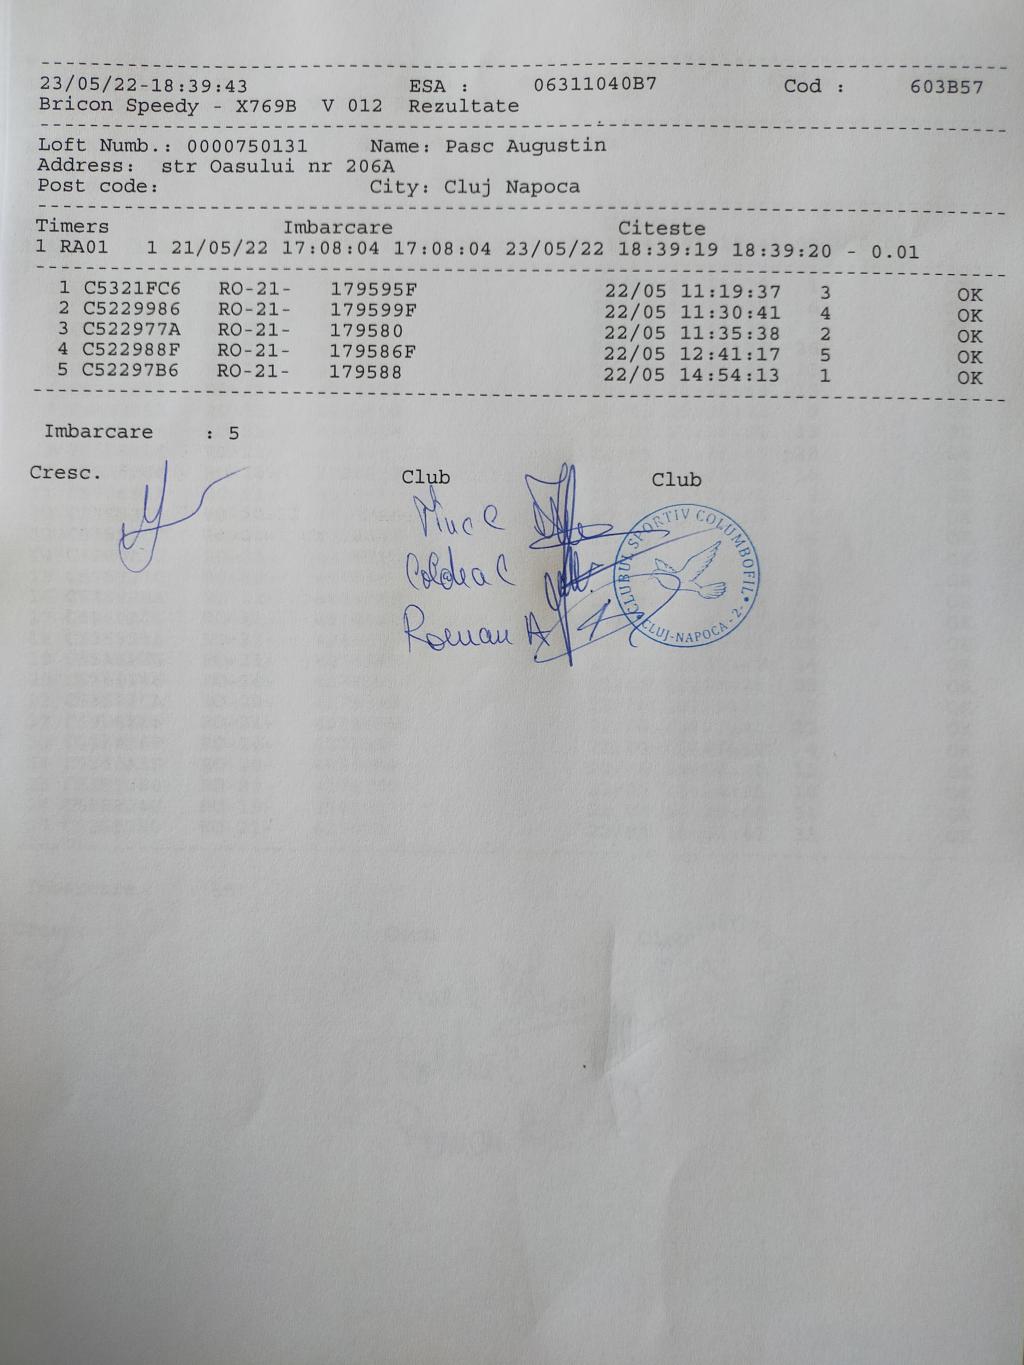 23/05/22-18:39:43 ESA : 06311040B7 Cod : 603B57
Bricon Speedy - X769B V 012 Rezultate
Loft Numb.: 0000750131 Name: Pasc Augustin
Address: str Oasului nr 206A
Post code: City: Cluj Napoca
Timers Imbarcare Citeste
1 RA01 1 21/05/22 17:08:04 17:08:04 23/05/22 18:39:19 18:39:20 - 0.01
1 C5321FC6 RO-21- 179595F 22/05 11:19:37 3 OK
2 C5229986 RO-21- 179599F 22/05 11:30:41 4 OK
3 C522977A RO-21- 179580 22/05 11:35:38 2 OK
4 C522988F RO-21- 179586F 22/05 12:41:17 5 OK
5 C52297B6 RO-21- 179588 22/05 14:54:13 1 OK
Imbarcare : 5
Cresc. Club Club
Coldea C
Roman A
CLUBUL SPORTIV COLUMBOFIL
CLUJ-NAPOCA - 2 -